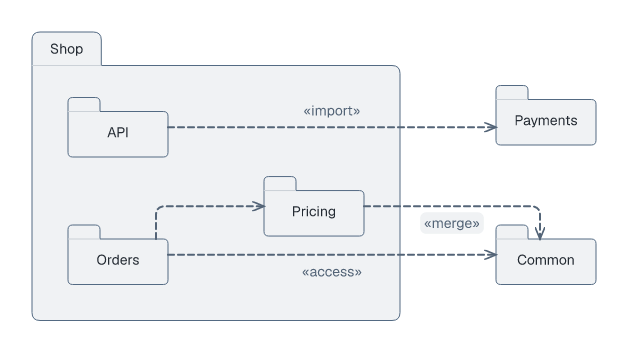 Shop
API
«import»
Payments
Pricing
«merge»
Orders
«access»
Common